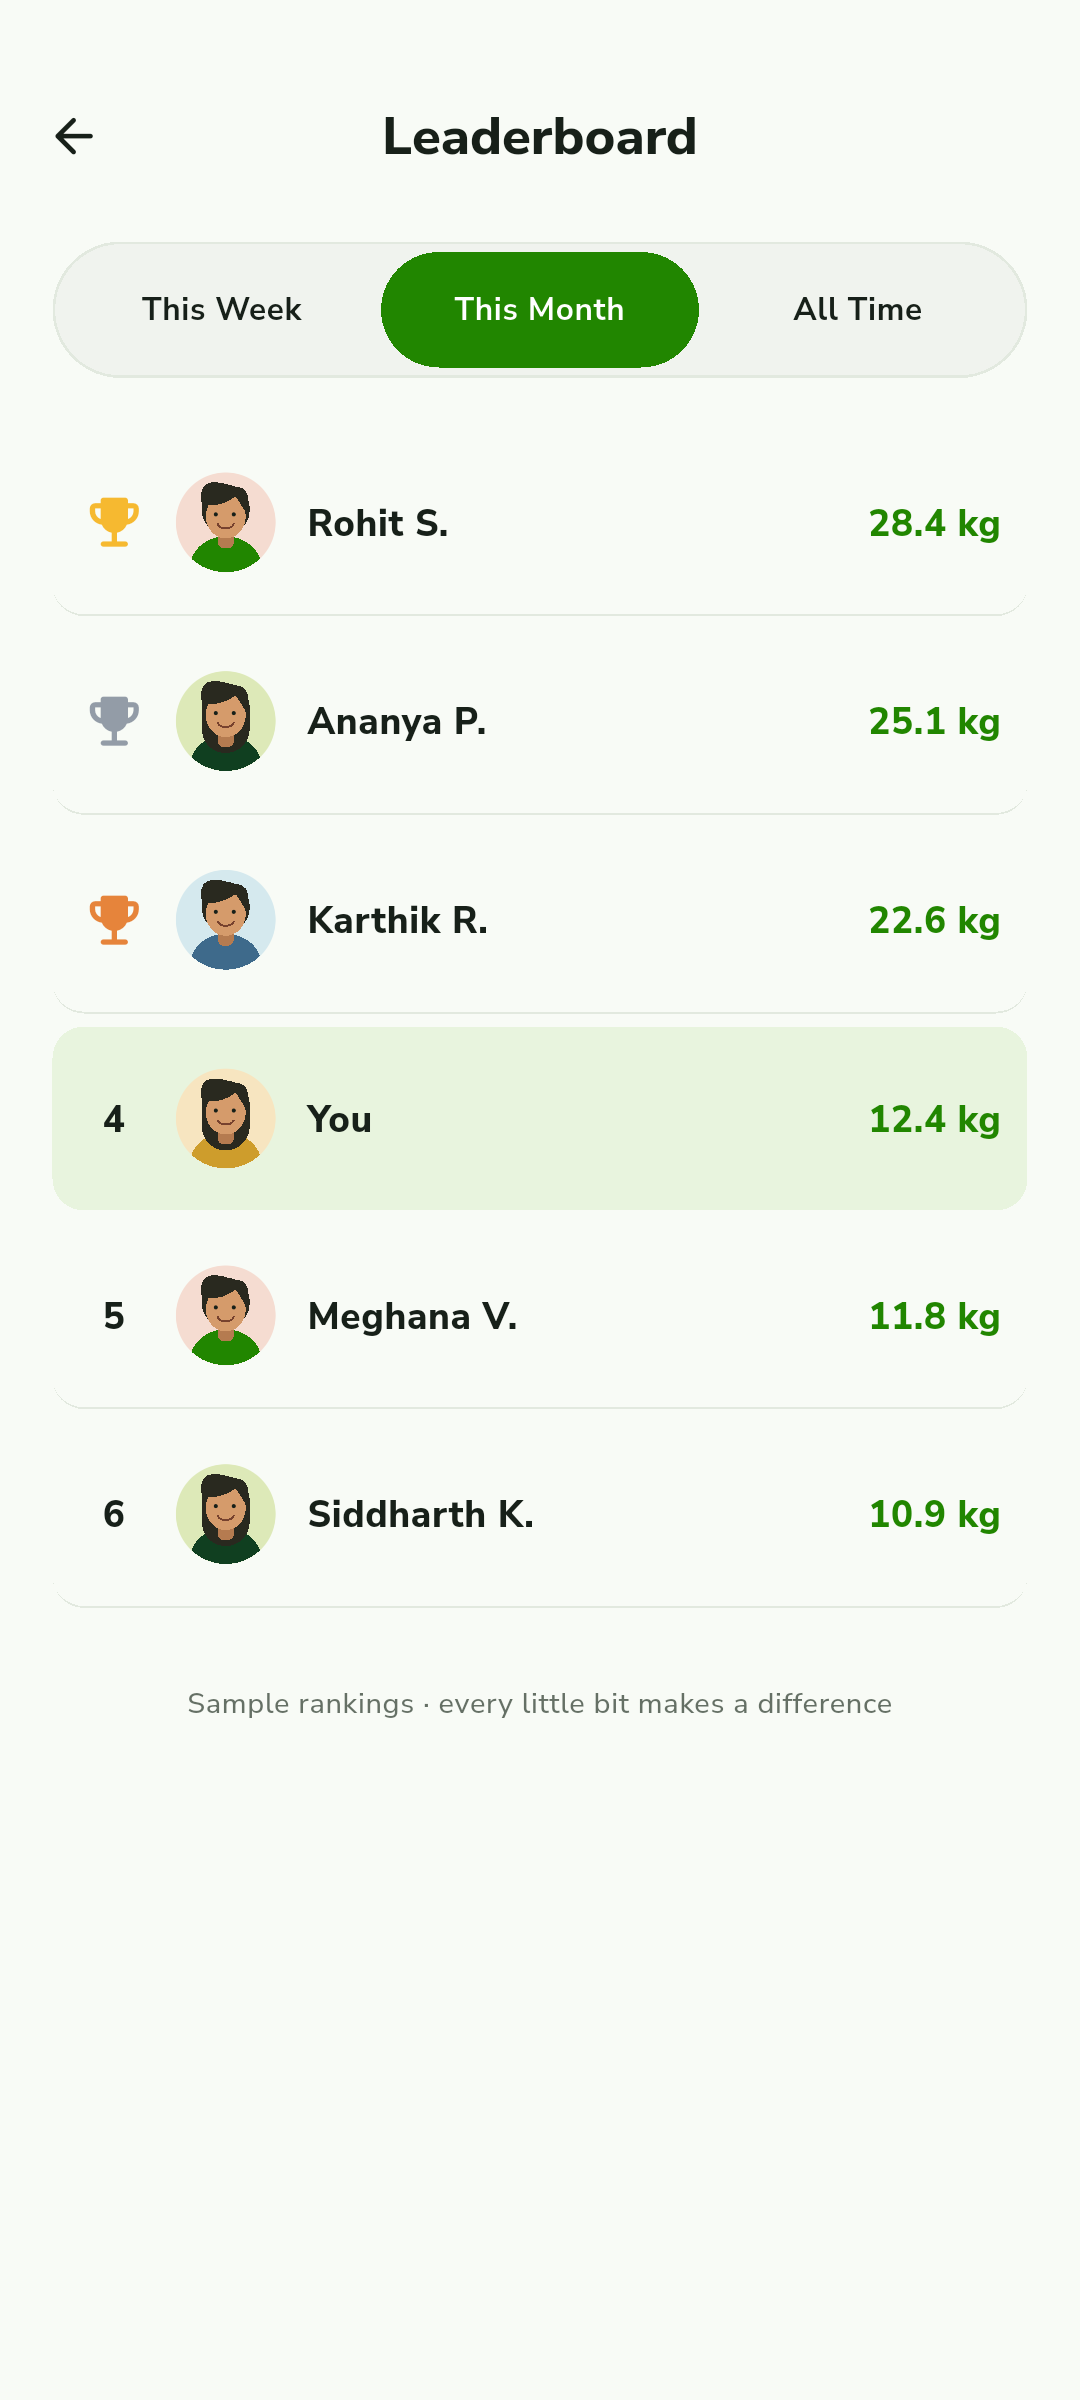 Leaderboard
This Week
This Month
All Time
Rohit S.
28.4 kg
Ananya P.
25.1 kg
Karthik R.
22.6 kg
4
You
12.4 kg
5
Meghana V.
11.8 kg
6
Siddharth K.
10.9 kg
Sample rankings · every little bit makes a difference